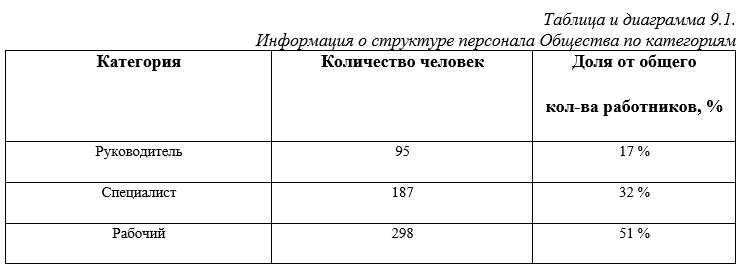 Таблица и диаграмма 9.1.
Информация о структуре персонала Общества по категориям
Категория Количество человек Доля от общего
кол-ва работников, %
Руководитель 95 17 %
Специалист 187 32 %
Рабочий 298 51 %